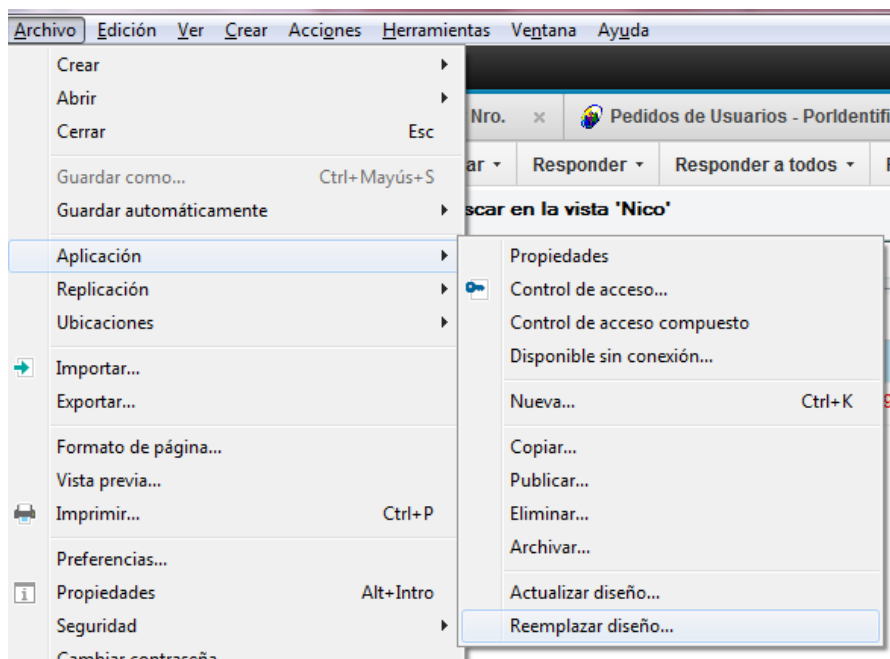 Archivo Edición Ver Crear Acciones Herramientas Ventana Ayuda
Crear
Abrir
Cerrar Esc
Guardar como... Ctrl+Mayús+S
Guardar automáticamente
Aplicación
Replicación
Ubicaciones
Importar...
Exportar...
Formato de página...
Vista previa...
Imprimir... Ctrl+P
Preferencias...
Propiedades Alt+Intro
Seguridad
Cambiar contraseña
Nro. Pedidos de Usuarios - PorIdentifi
ar Responder Responder a todos
scar en la vista 'Nico'
Propiedades
Control de acceso...
Control de acceso compuesto
Disponible sin conexión...
Nueva... Ctrl+K
Copiar...
Publicar...
Eliminar...
Archivar...
Actualizar diseño...
Reemplazar diseño...